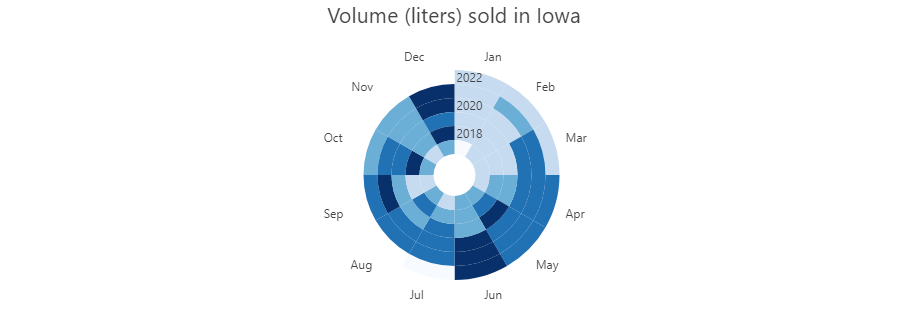 Volume (liters) sold in Iowa
Dec
Jan
Nov
2022
Feb
2020
Oct
2018
Mar
Sep
Apr
Aug
May
Jul
Jun